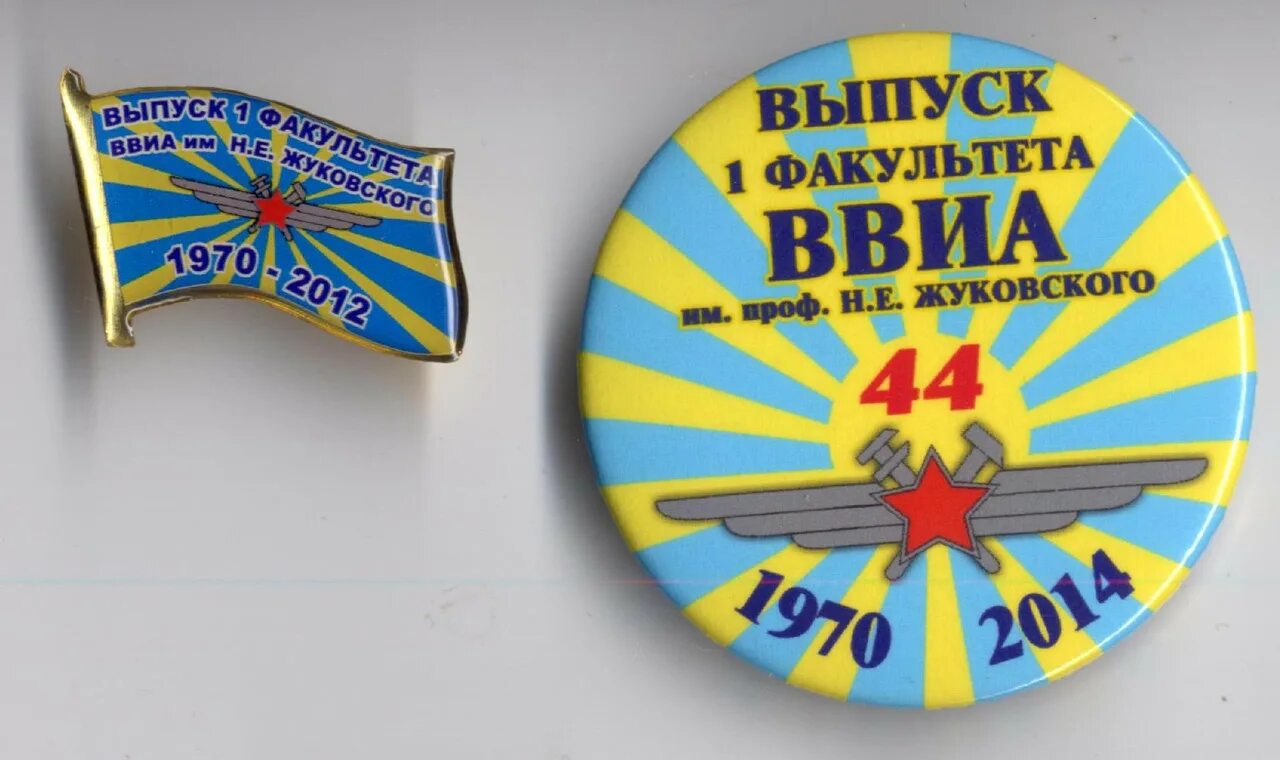 ВЫПУСК 1 ФАКУЛЬТЕТА
ВВИА им Н.Е. ЖУКОВСКОГО
1970 - 2012
ВЫПУСК
1 ФАКУЛЬТЕТА
ВВИА
им. проф. Н.Е. ЖУКОВСКОГО
44
1970 2014